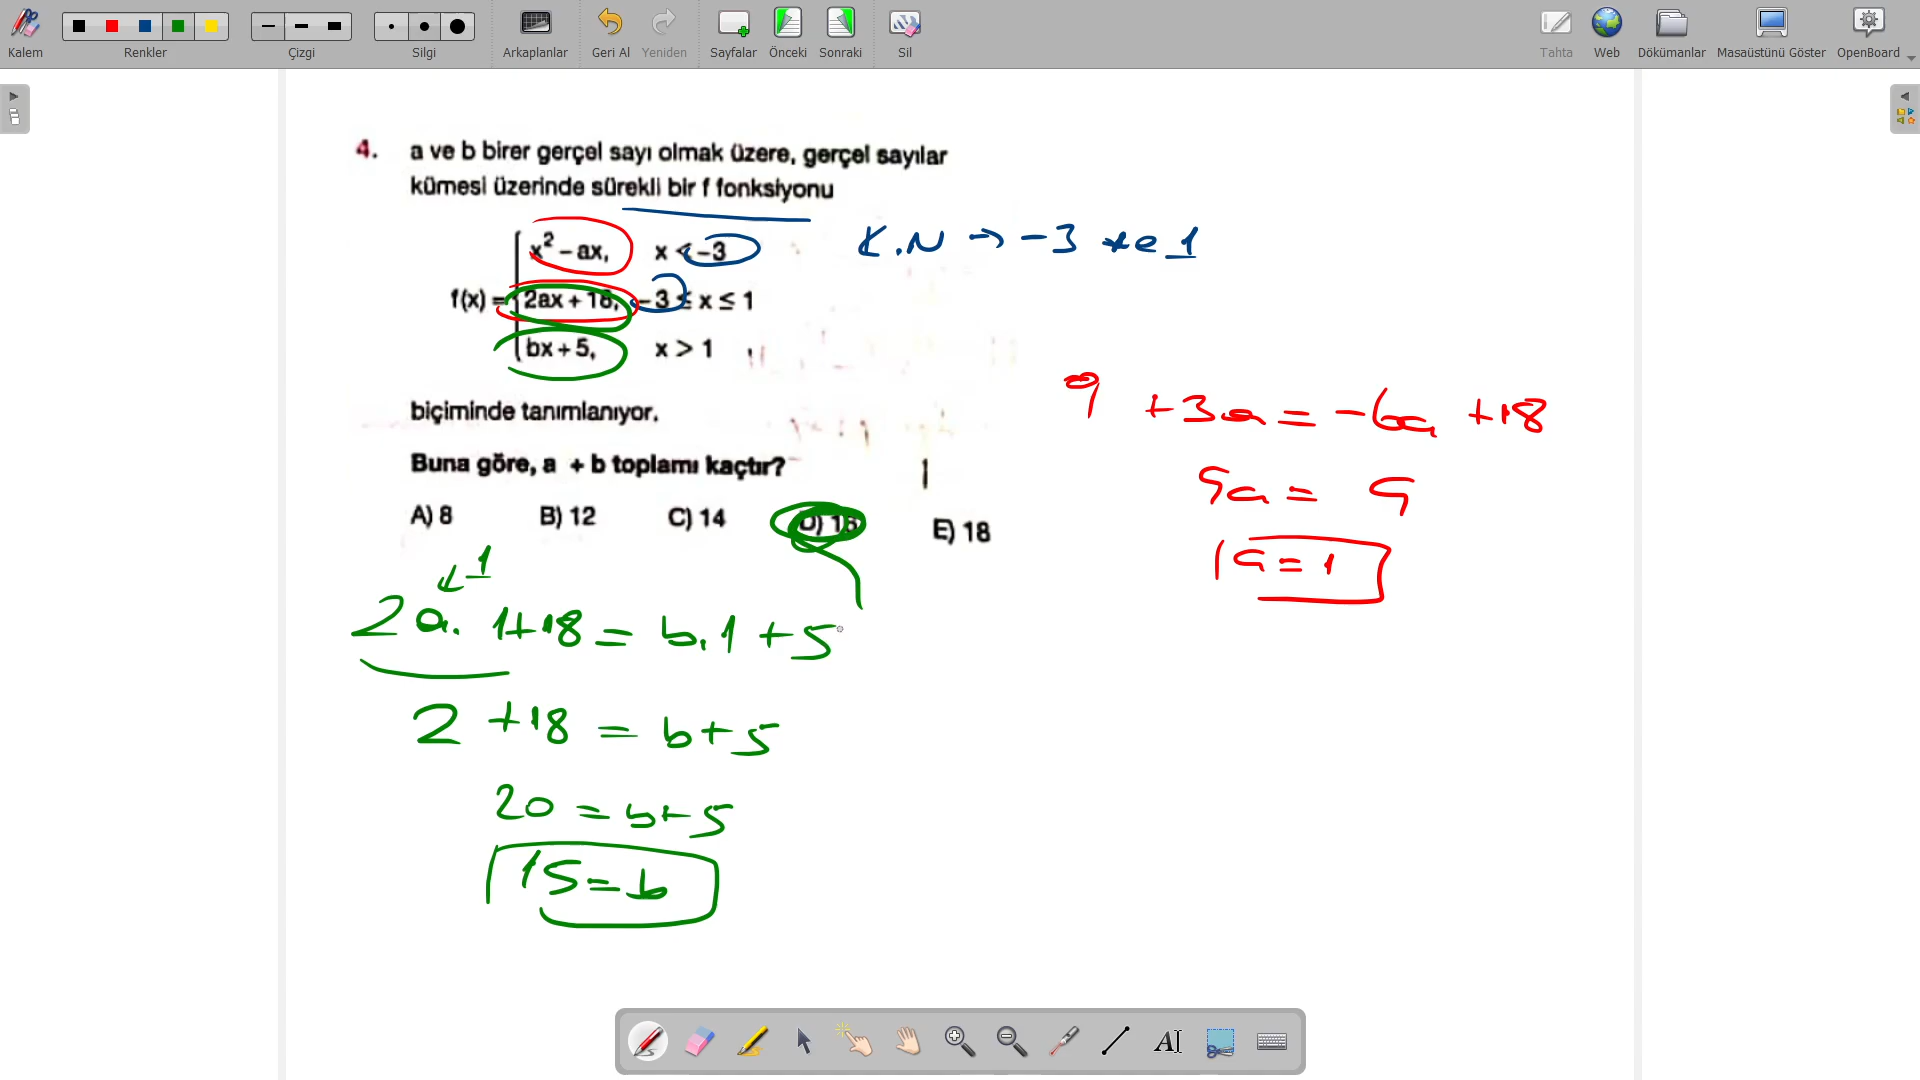 Kalem Renkler Çizgi Silgi Arkaplanlar Geri Al Yeniden Sayfalar Önceki Sonraki Sil Tahta Web Dökümanlar Masaüstünü Göster OpenBoard
4. a ve b birer gerçel sayı olmak üzere, gerçel sayılar
kümesi üzerinde sürekli bir f fonksiyonu
x² – ax, x < –3
f(x) = 2ax + 18, –3 ≤ x ≤ 1
bx + 5, x > 1
K.N → -3 ve 1
biçiminde tanımlanıyor.
Buna göre, a + b toplamı kaçtır?
A) 8 B) 12 C) 14 D) 16 E) 18
9 +3a = -6a +18
9a = 9
a = 1
1
2a. 1+18 = b.1 +5
2 +18 = b+5
20 = b+5
15 = b